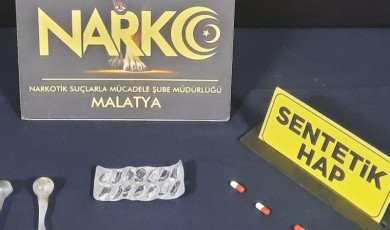 NARKO
NARKOTİK SUÇLARLA MÜCADELE ŞUBE MÜDÜRLÜĞÜ
MALATYA
SENTETİK
HAP